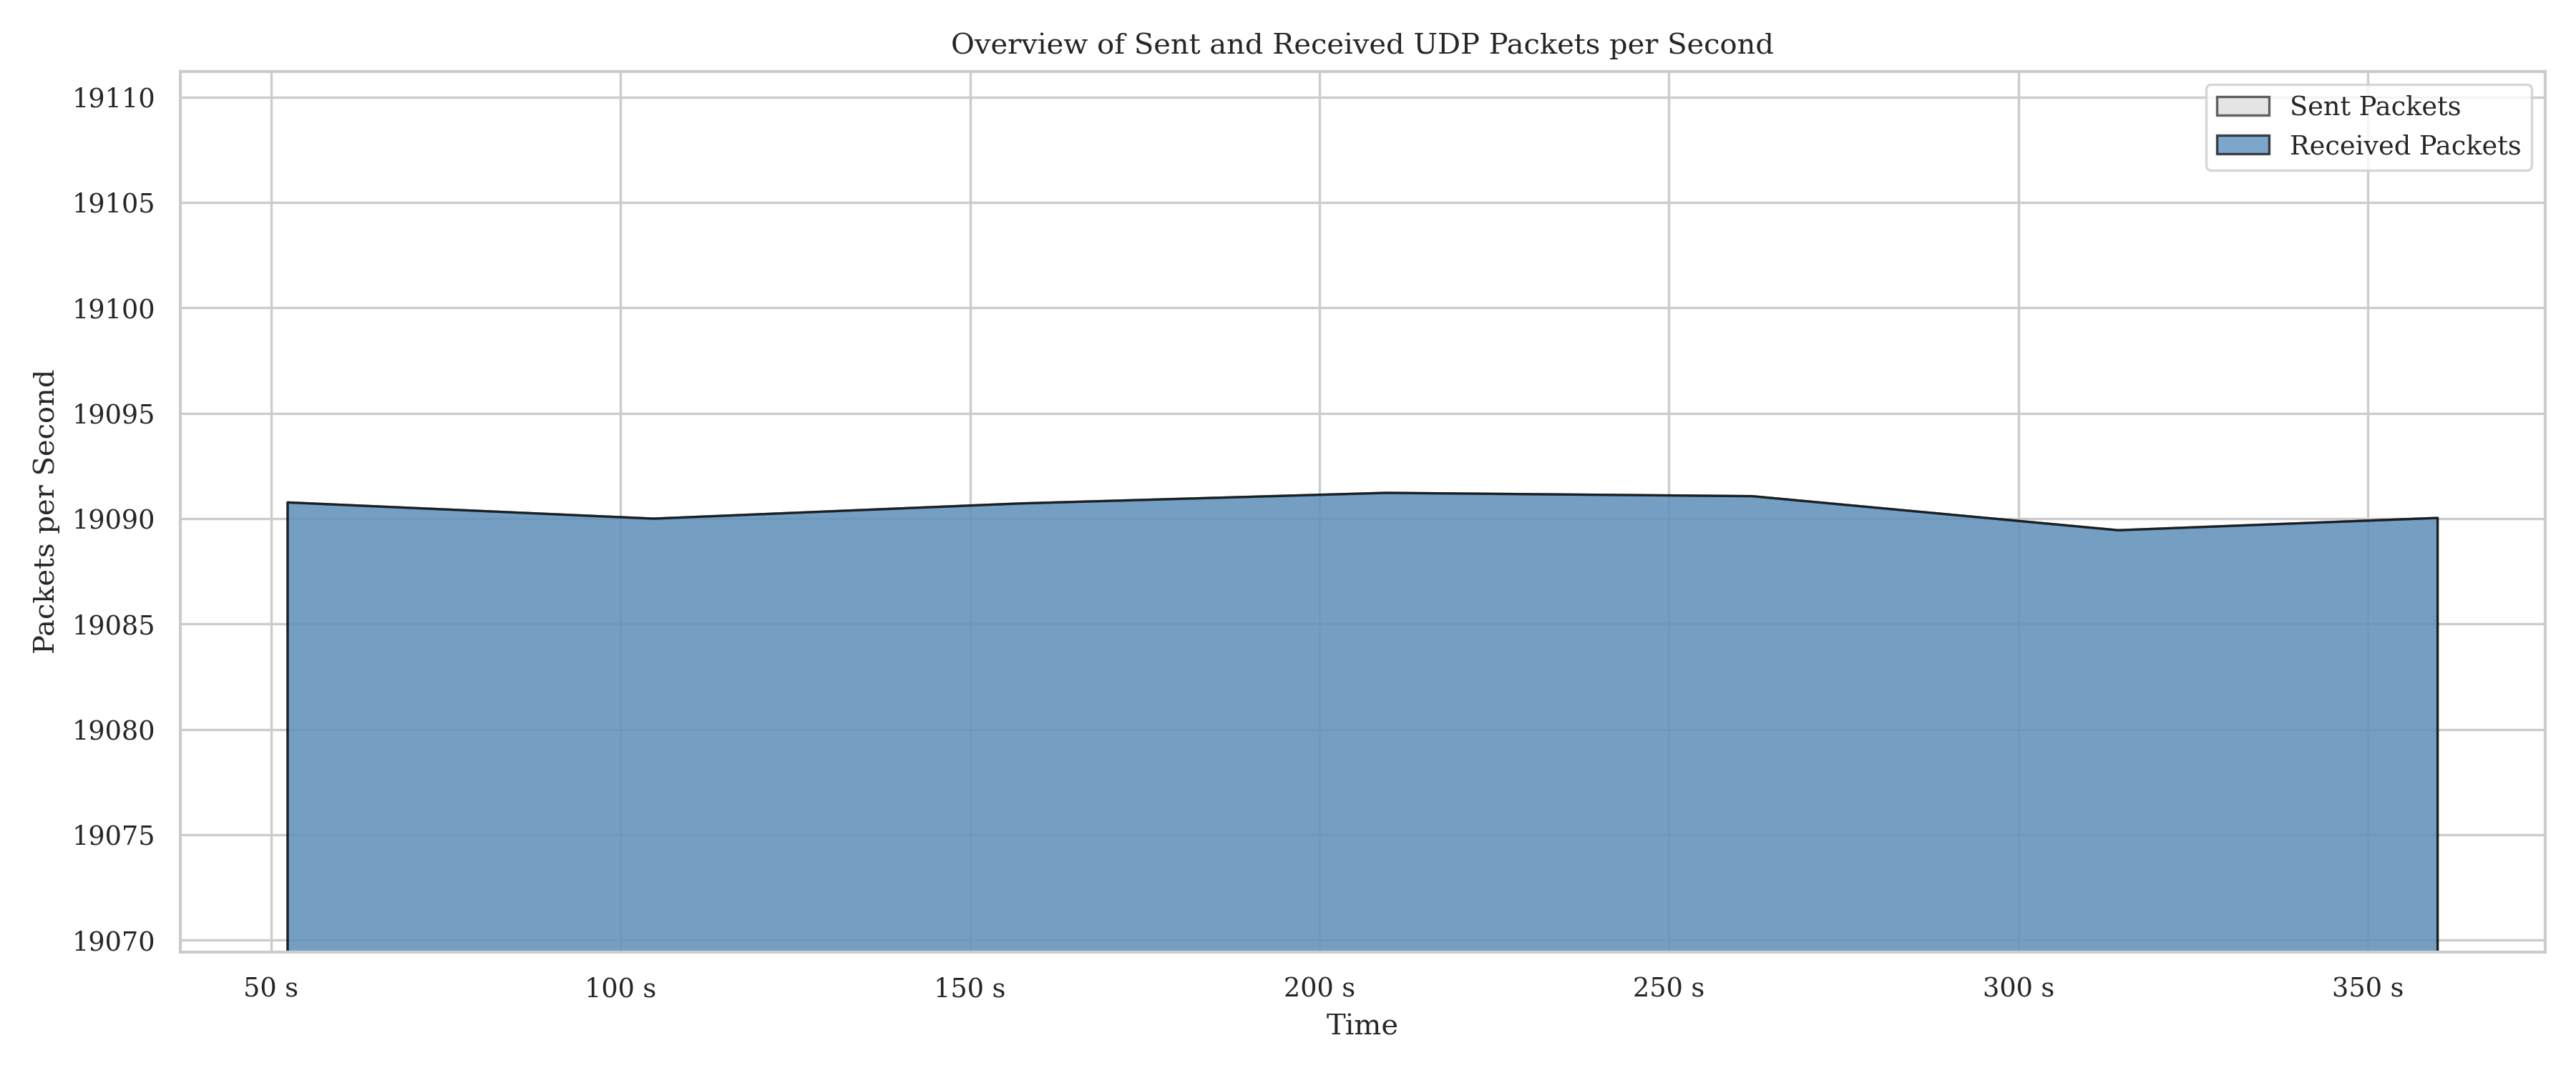 Overview of Sent and Received UDP Packets per Second
Sent Packets
Received Packets
Packets per Second
19110
19105
19100
19095
19090
19085
19080
19075
19070
50 s
100 s
150 s
200 s
250 s
300 s
350 s
Time